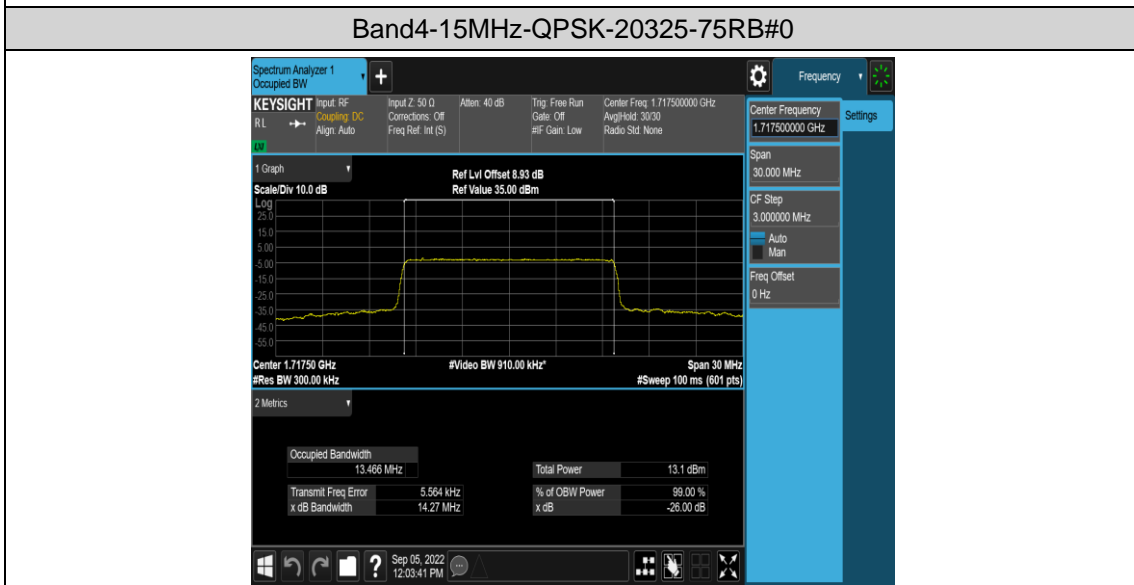 Band4-15MHz-QPSK-20325-75RB#0
Spectrum Analyzer 1
Occupied BW
+
Frequency
KEYSIGHT Input: RF Input Z: 50 Ω Atten: 40 dB Trig: Free Run Center Freq: 1.717500000 GHz
RL Coupling: DC Corrections: Off Gate: Off Avg|Hold: 30/30
Align: Auto Freq Ref: Int (S) #IF Gain: Low Radio Std: None
Center Frequency
1.717500000 GHz
Settings
Span
30.000 MHz
CF Step
3.000000 MHz
Auto
Man
Freq Offset
0 Hz
1 Graph
Ref Lvl Offset 8.93 dB
Scale/Div 10.0 dB Ref Value 35.00 dBm
Log
25.0
15.0
5.00
-5.00
-15.0
-25.0
-35.0
-45.0
-55.0
Center 1.71750 GHz #Video BW 910.00 kHz* Span 30 MHz
#Res BW 300.00 kHz #Sweep 100 ms (601 pts)
2 Metrics
Occupied Bandwidth
13.466 MHz Total Power 13.1 dBm
Transmit Freq Error 5.564 kHz % of OBW Power 99.00 %
x dB Bandwidth 14.27 MHz x dB -26.00 dB
? Sep 05, 2022
12:03:41 PM